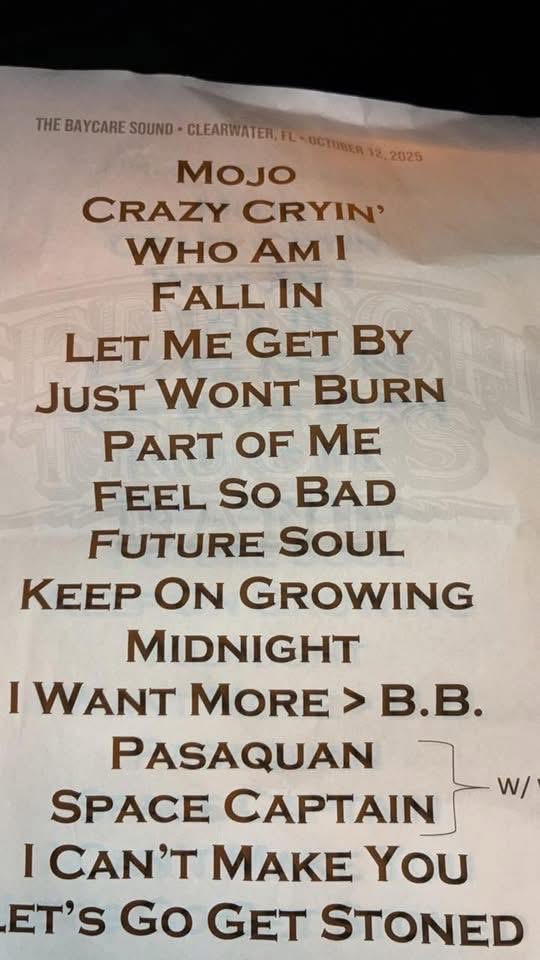 THE BAYCARE SOUND • CLEARWATER, FL • OCTOBER 12, 2025
MOJO
CRAZY CRYIN'
WHO AM I
FALL IN
LET ME GET BY
JUST WONT BURN
PART OF ME
FEEL SO BAD
FUTURE SOUL
KEEP ON GROWING
MIDNIGHT
I WANT MORE > B.B.
PASAQUAN
SPACE CAPTAIN
W/
I CAN'T MAKE YOU
LET'S GO GET STONED